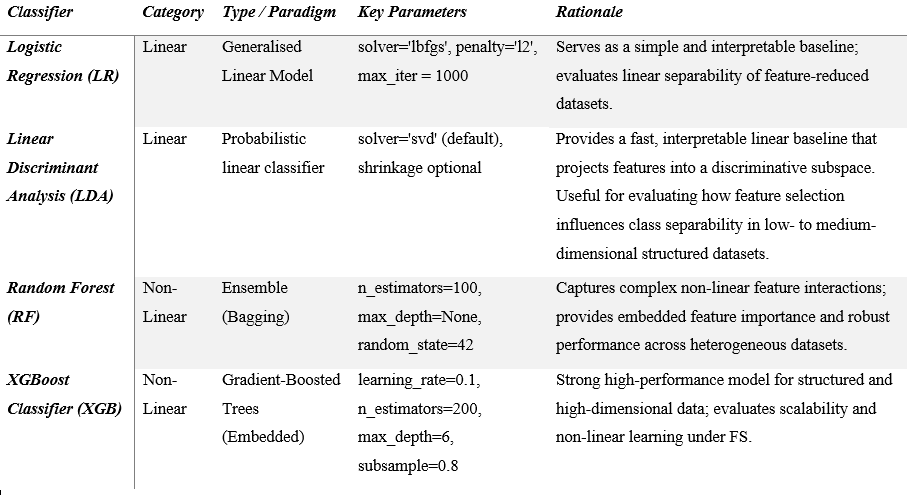 Classifier Category Type / Paradigm Key Parameters Rationale
Logistic Regression (LR) Linear Generalised Linear Model solver='lbfgs', penalty='l2', max_iter = 1000 Serves as a simple and interpretable baseline; evaluates linear separability of feature-reduced datasets.
Linear Discriminant Analysis (LDA) Linear Probabilistic linear classifier solver='svd' (default), shrinkage optional Provides a fast, interpretable linear baseline that projects features into a discriminative subspace. Useful for evaluating how feature selection influences class separability in low- to medium-dimensional structured datasets.
Random Forest (RF) Non-Linear Ensemble (Bagging) n_estimators=100, max_depth=None, random_state=42 Captures complex non-linear feature interactions; provides embedded feature importance and robust performance across heterogeneous datasets.
XGBoost Classifier (XGB) Non-Linear Gradient-Boosted Trees (Embedded) learning_rate=0.1, n_estimators=200, max_depth=6, subsample=0.8 Strong high-performance model for structured and high-dimensional data; evaluates scalability and non-linear learning under FS.